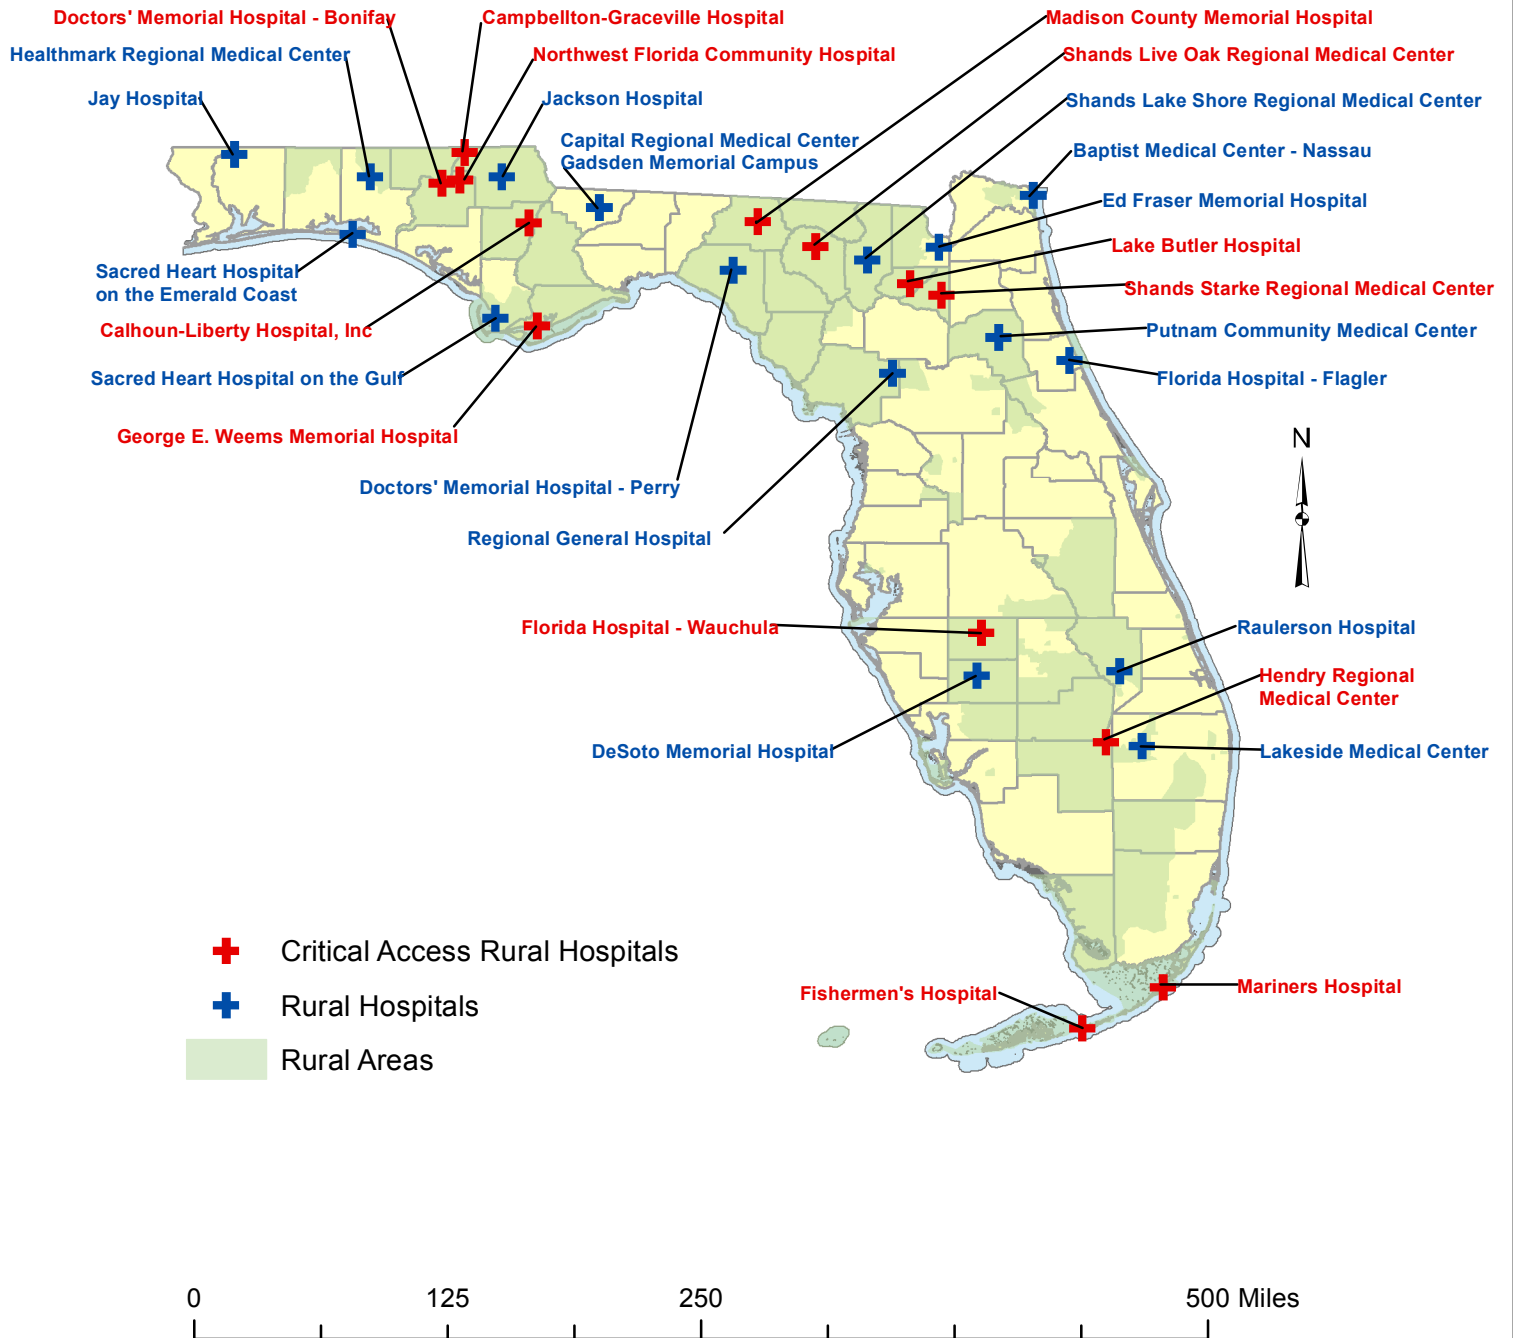 Doctors' Memorial Hospital - Bonifay
Campbellton-Graceville Hospital
Madison County Memorial Hospital
Healthmark Regional Medical Center
Northwest Florida Community Hospital
Shands Live Oak Regional Medical Center
Jay Hospital
Jackson Hospital
Shands Lake Shore Regional Medical Center
Capital Regional Medical Center
Gadsden Memorial Campus
Baptist Medical Center - Nassau
Ed Fraser Memorial Hospital
Lake Butler Hospital
Sacred Heart Hospital
on the Emerald Coast
Shands Starke Regional Medical Center
Calhoun-Liberty Hospital, Inc
Putnam Community Medical Center
Sacred Heart Hospital on the Gulf
Florida Hospital - Flagler
George E. Weems Memorial Hospital
N
Doctors' Memorial Hospital - Perry
Regional General Hospital
Florida Hospital - Wauchula
Raulerson Hospital
Hendry Regional
Medical Center
DeSoto Memorial Hospital
Lakeside Medical Center
Critical Access Rural Hospitals
Fishermen's Hospital
Mariners Hospital
Rural Hospitals
Rural Areas
0 125 250 500 Miles